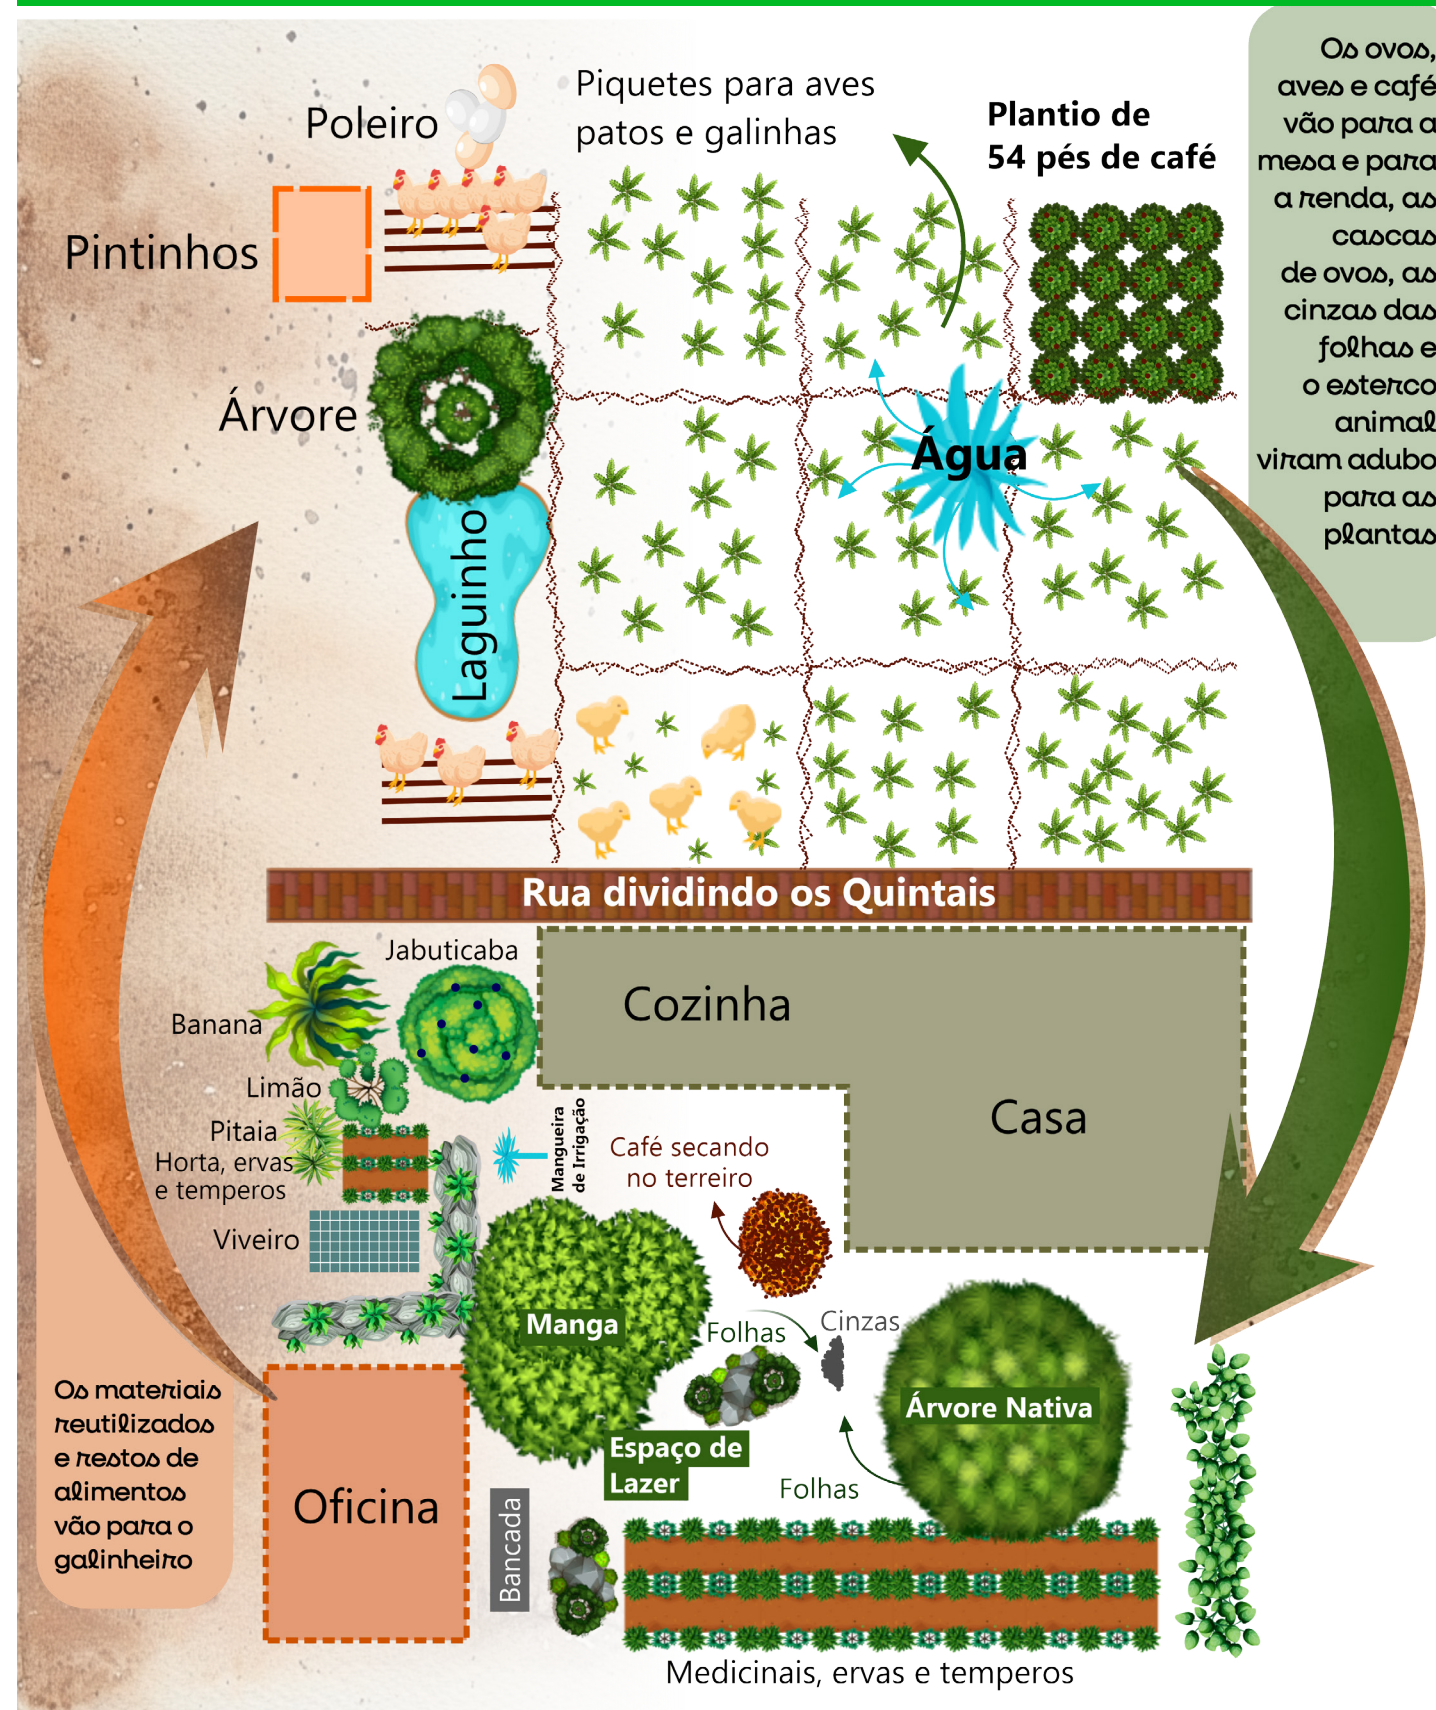 Poleiro
Piquetes para aves
patos e galinhas
Plantio de
54 pés de café
Os ovos,
aves e café
vão para a
mesa e para
a renda, as
cascas
de ovos, as
cinzas das
folhas e
o esterco
animal
viram adubo
para as
plantas
Pintinhos
Árvore
Água
Laguinho
Rua dividindo os Quintais
Jabuticaba
Cozinha
Banana
Limão
Casa
Pitaia
Horta, ervas
e temperos
Mangueira
de Irrigação
Café secando
no terreiro
Viveiro
Manga
Folhas
Cinzas
Árvore Nativa
Espaço de
Lazer
Folhas
Os materiais
reutilizados
e restos de
alimentos
vão para o
galinheiro
Oficina
Bancada
Medicinais, ervas e temperos